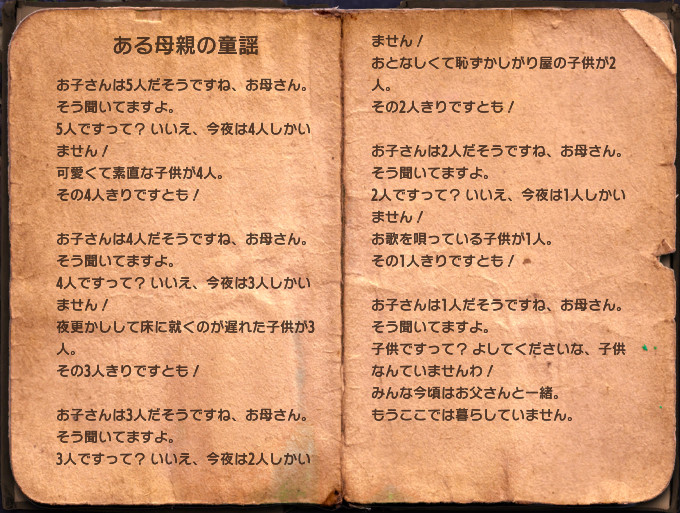 ある母親の童謡
お子さんは5人だそうですね、お母さん。
そう聞いてますよ。
5人ですって？ いいえ、今夜は4人しかい
ません！
可愛くて素直な子供が4人。
その4人きりですとも！
お子さんは4人だそうですね、お母さん。
そう聞いてますよ。
4人ですって？ いいえ、今夜は3人しかい
ません！
夜更かしして床に就くのが遅れた子供が3
人。
その3人きりですとも！
お子さんは3人だそうですね、お母さん。
そう聞いてますよ。
3人ですって？ いいえ、今夜は2人しかい
ません！
おとなしくて恥ずかしがり屋の子供が2
人。
その2人きりですとも！
お子さんは2人だそうですね、お母さん。
そう聞いてますよ。
2人ですって？ いいえ、今夜は1人しかい
ません！
お歌を唄っている子供が1人。
その1人きりですとも！
お子さんは1人だそうですね、お母さん。
そう聞いてますよ。
子供ですって？ よしてくださいな、子供
なんていませんわ！
みんな今頃はお父さんと一緒。
もうここでは暮らしていません。